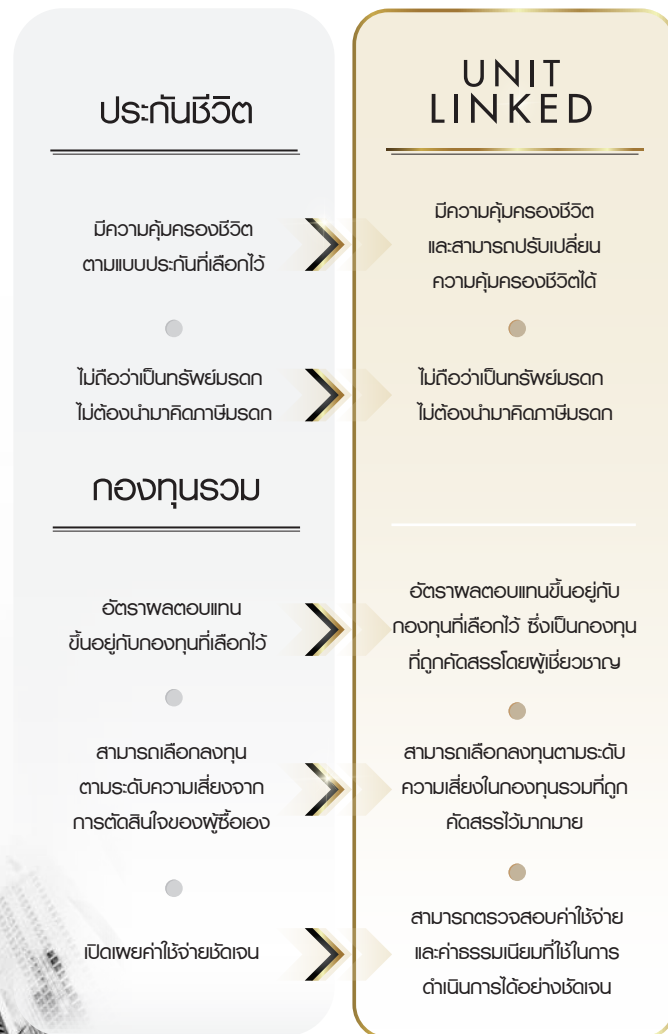 ประกันชีวิต
มีความคุ้มครองชีวิต
ตามแบบประกันที่เลือกไว้
ไม่ถือว่าเป็นทรัพย์มรดก
ไม่ต้องนำมาคิดภาษีมรดก
กองทุนรวม
อัตราผลตอบแทน
ขึ้นอยู่กับกองทุนที่เลือกไว้
สามารถเลือกลงทุน
ตามระดับความเสี่ยงจาก
การตัดสินใจของผู้ซื้อเอง
เปิดเผยค่าใช้จ่ายชัดเจน
UNIT
LINKED
มีความคุ้มครองชีวิต
และสามารถปรับเปลี่ยน
ความคุ้มครองชีวิตได้
ไม่ถือว่าเป็นทรัพย์มรดก
ไม่ต้องนำมาคิดภาษีมรดก
อัตราผลตอบแทนขึ้นอยู่กับ
กองทุนที่เลือกไว้ ซึ่งเป็นกองทุน
ที่ถูกคัดสรรโดยผู้เชี่ยวชาญ
สามารถเลือกลงทุนตามระดับ
ความเสี่ยงในกองทุนรวมที่ถูก
คัดสรรไว้มากมาย
สามารถตรวจสอบค่าใช้จ่าย
และค่าธรรมเนียมที่ใช้ในการ
ดำเนินการได้อย่างชัดเจน